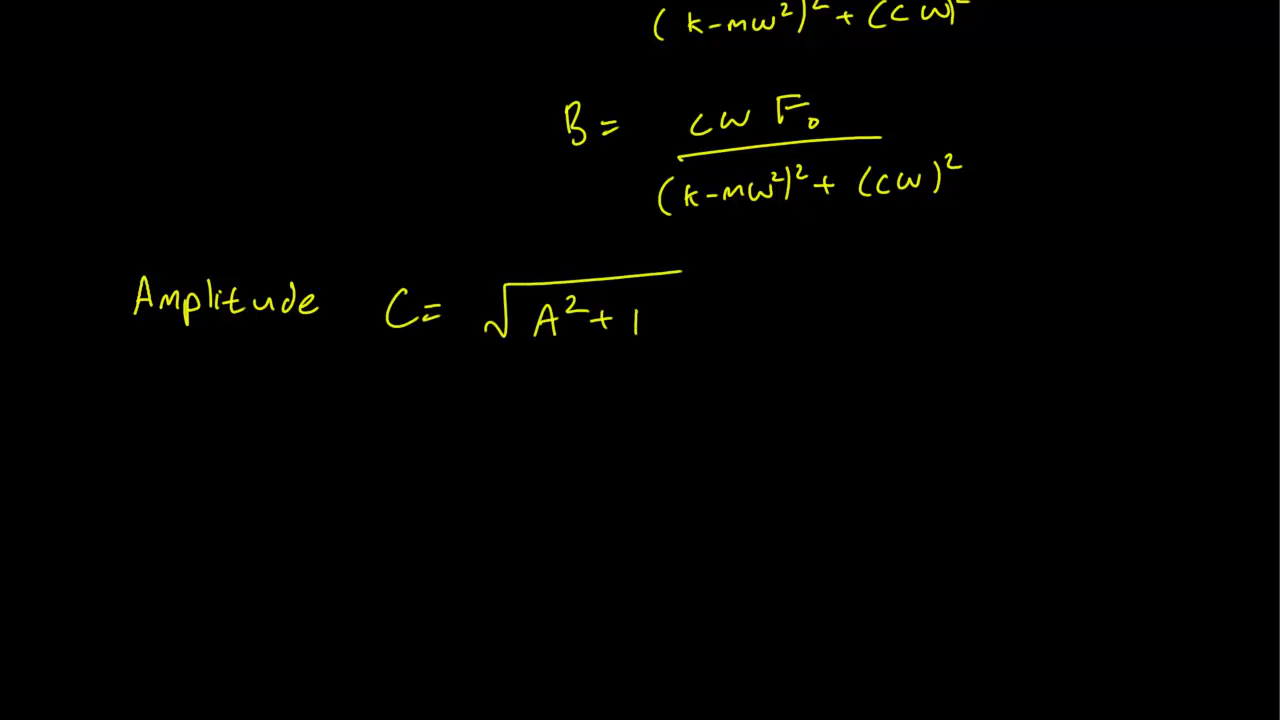 (k-mω²)² + (cω)²
B = cω F₀ / (k-mω²)² + (cω)²
Amplitude C = √A² + 1